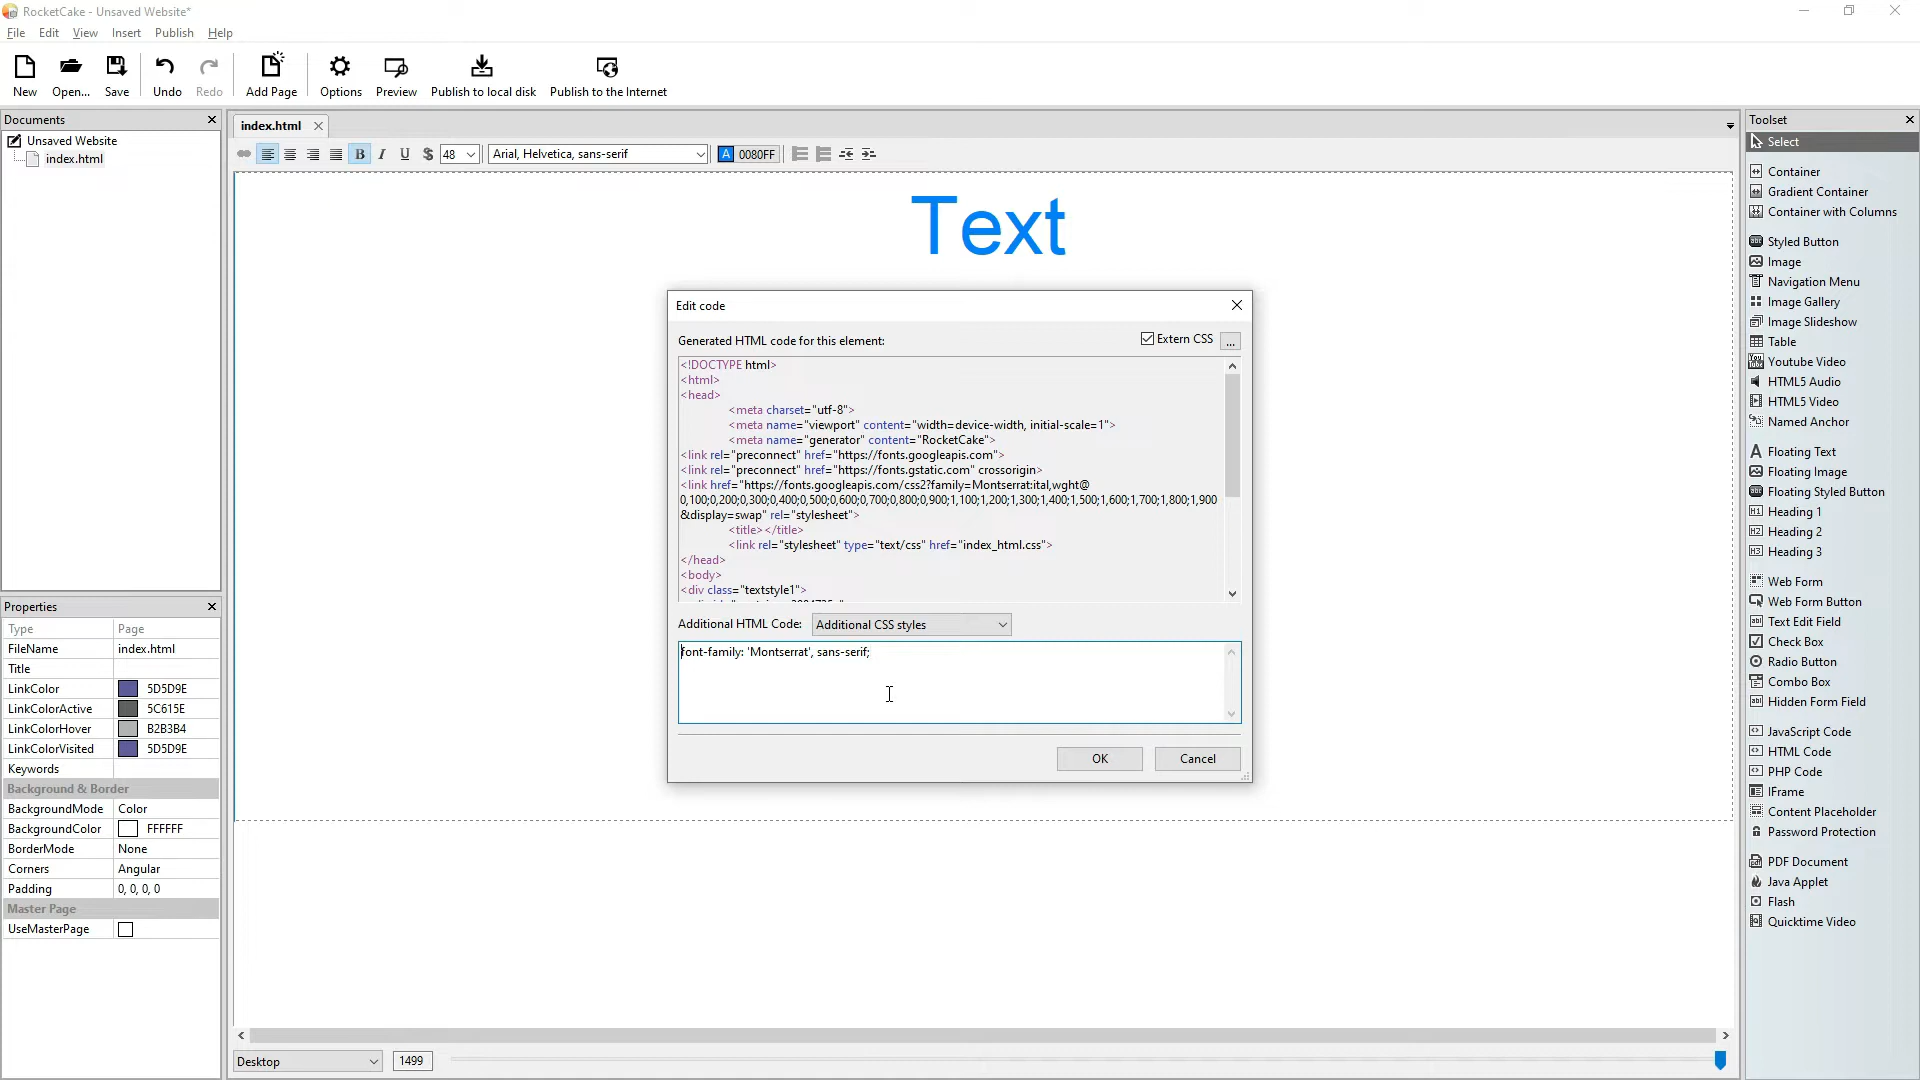 RocketCake - Unsaved Website*
File Edit View Insert Publish Help
New Open... Save Undo Redo Add Page Options Preview Publish to local disk Publish to the Internet
Documents
Unsaved Website
index.html
Properties
Type Page
FileName index.html
Title
LinkColor 5D5D9E
LinkColorActive 5C615E
LinkColorHover B2B3B4
LinkColorVisited 5D5D9E
Keywords
Background & Border
BackgroundMode Color
BackgroundColor FFFFFF
BorderMode None
Corners Angular
Padding 0, 0, 0, 0
Master Page
UseMasterPage
index.html
B I U $ 48 Arial, Helvetica, sans-serif A 0080FF
Text
Edit code
Generated HTML code for this element: Extern CSS ...
<!DOCTYPE html>
<html>
<head>
<meta charset="utf-8">
<meta name="viewport" content="width=device-width, initial-scale=1">
<meta name="generator" content="RocketCake">
<link rel="preconnect" href="https://fonts.googleapis.com">
<link rel="preconnect" href="https://fonts.gstatic.com" crossorigin>
<link href="https://fonts.googleapis.com/css2?family=Montserrat:ital,wght@
0,100;0,200;0,300;0,400;0,500;0,600;0,700;0,800;0,900;1,100;1,200;1,300;1,400;1,500;1,600;1,700;1,800;1,900
&display=swap" rel="stylesheet">
<title></title>
<link rel="stylesheet" type="text/css" href="index_html.css">
</head>
<body>
<div class="textstyle1">
Additional HTML Code: Additional CSS styles
font-family: 'Montserrat', sans-serif;
OK Cancel
Desktop 1499
Toolset
Select
Container
Gradient Container
Container with Columns
Styled Button
Image
Navigation Menu
Image Gallery
Image Slideshow
Table
Youtube Video
HTML5 Audio
HTML5 Video
Named Anchor
Floating Text
Floating Image
Floating Styled Button
Heading 1
Heading 2
Heading 3
Web Form
Web Form Button
Text Edit Field
Check Box
Radio Button
Combo Box
Hidden Form Field
JavaScript Code
HTML Code
PHP Code
IFrame
Content Placeholder
Password Protection
PDF Document
Java Applet
Flash
Quicktime Video